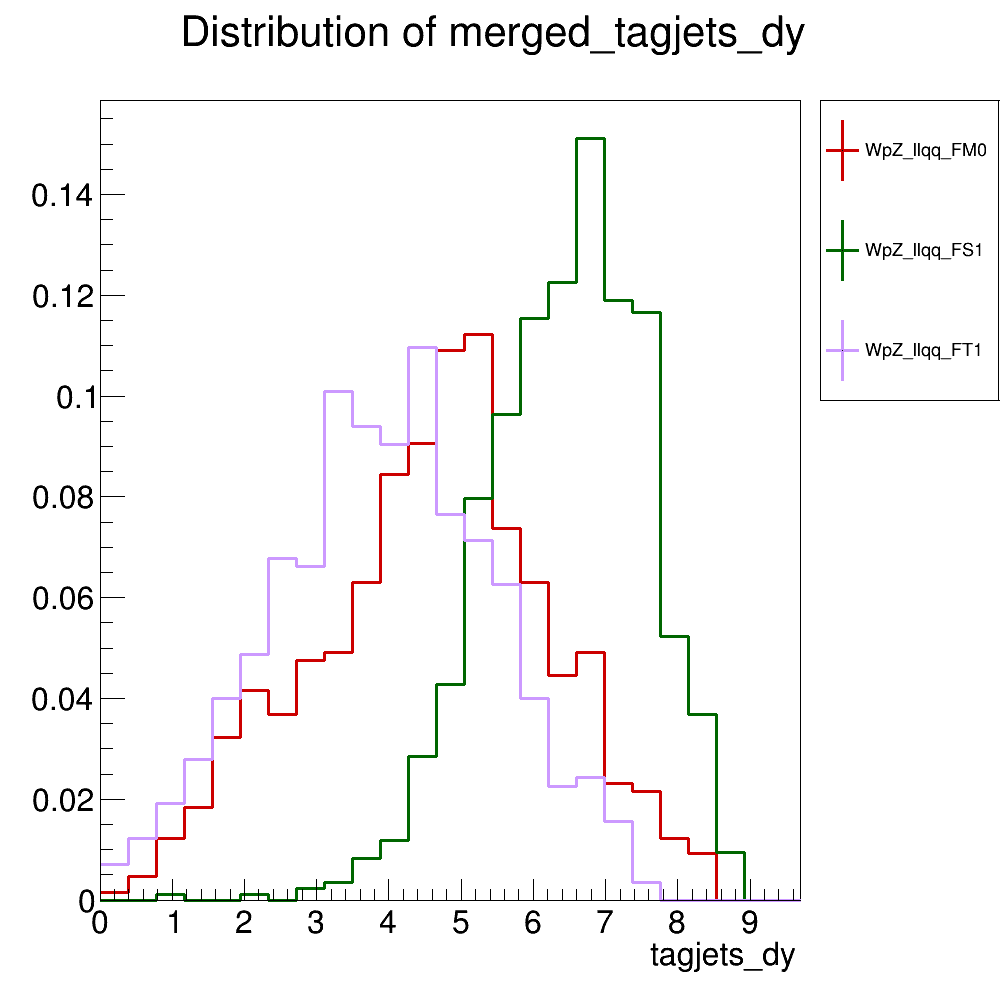 Distribution of merged_tagjets_dy
WpZ_llqq_FM0
WpZ_llqq_FS1
WpZ_llqq_FT1
0.14
0.12
0.1
0.08
0.06
0.04
0.02
0
0 1 2 3 4 5 6 7 8 9
tagjets_dy